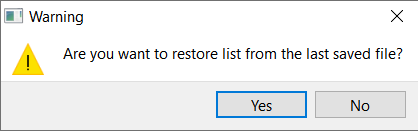 Warning
Are you want to restore list from the last saved file?
Yes
No